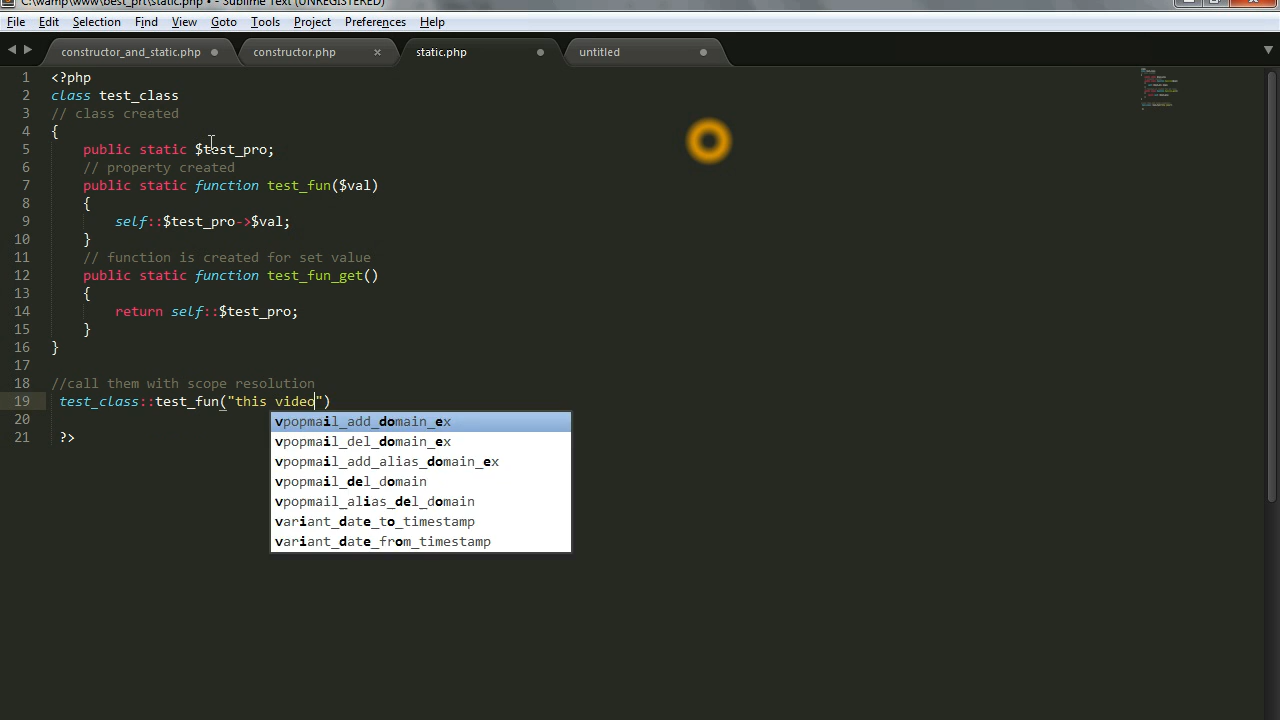 C:\wamp\www\best_prt\static.php • - Sublime Text (UNREGISTERED)
File Edit Selection Find View Goto Tools Project Preferences Help
constructor_and_static.php constructor.php static.php untitled
1 <?php
2 class test_class
3 // class created
4 {
5 public static $test_pro;
6 // property created
7 public static function test_fun($val)
8 {
9 self::$test_pro->$val;
10 }
11 // function is created for set value
12 public static function test_fun_get()
13 {
14 return self::$test_pro;
15 }
16 }
17
18 //call them with scope resolution
19 test_class::test_fun("this video")
20
21 ?>
vpopmail_add_domain_ex
vpopmail_del_domain_ex
vpopmail_add_alias_domain_ex
vpopmail_del_domain
vpopmail_alias_del_domain
variant_date_to_timestamp
variant_date_from_timestamp